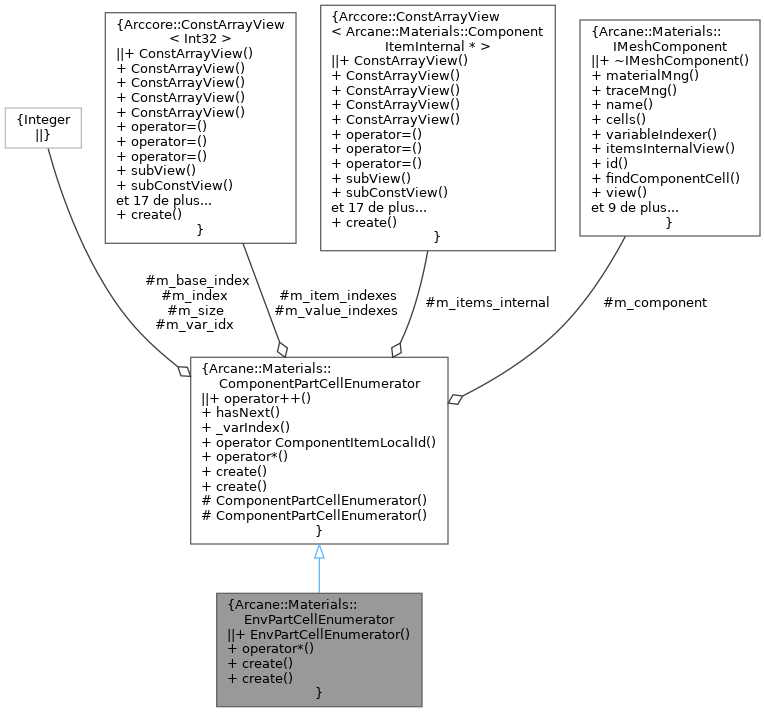 {Integer
||}
{Arccore::ConstArrayView
< Int32 >
||+ ConstArrayView()
+ ConstArrayView()
+ ConstArrayView()
+ ConstArrayView()
+ ConstArrayView()
+ operator=()
+ operator=()
+ operator=()
+ subView()
+ subConstView()
et 17 de plus...
+ create()
}
{Arccore::ConstArrayView
< Arcane::Materials::Component
ItemInternal * >
||+ ConstArrayView()
+ ConstArrayView()
+ ConstArrayView()
+ ConstArrayView()
+ ConstArrayView()
+ operator=()
+ operator=()
+ operator=()
+ subView()
+ subConstView()
et 17 de plus...
+ create()
}
{Arcane::Materials::
IMeshComponent
||+ ~IMeshComponent()
+ materialMng()
+ traceMng()
+ name()
+ cells()
+ variableIndexer()
+ itemsInternalView()
+ id()
+ findComponentCell()
+ view()
et 9 de plus...
}
#m_base_index
#m_index
#m_size
#m_var_idx
#m_item_indexes
#m_value_indexes
#m_items_internal
#m_component
{Arcane::Materials::
ComponentPartCellEnumerator
||+ operator++()
+ hasNext()
+ _varIndex()
+ operator ComponentItemLocalId()
+ operator*()
+ create()
+ create()
# ComponentPartCellEnumerator()
# ComponentPartCellEnumerator()
}
{Arcane::Materials::
EnvPartCellEnumerator
||+ EnvPartCellEnumerator()
+ operator*()
+ create()
+ create()
}